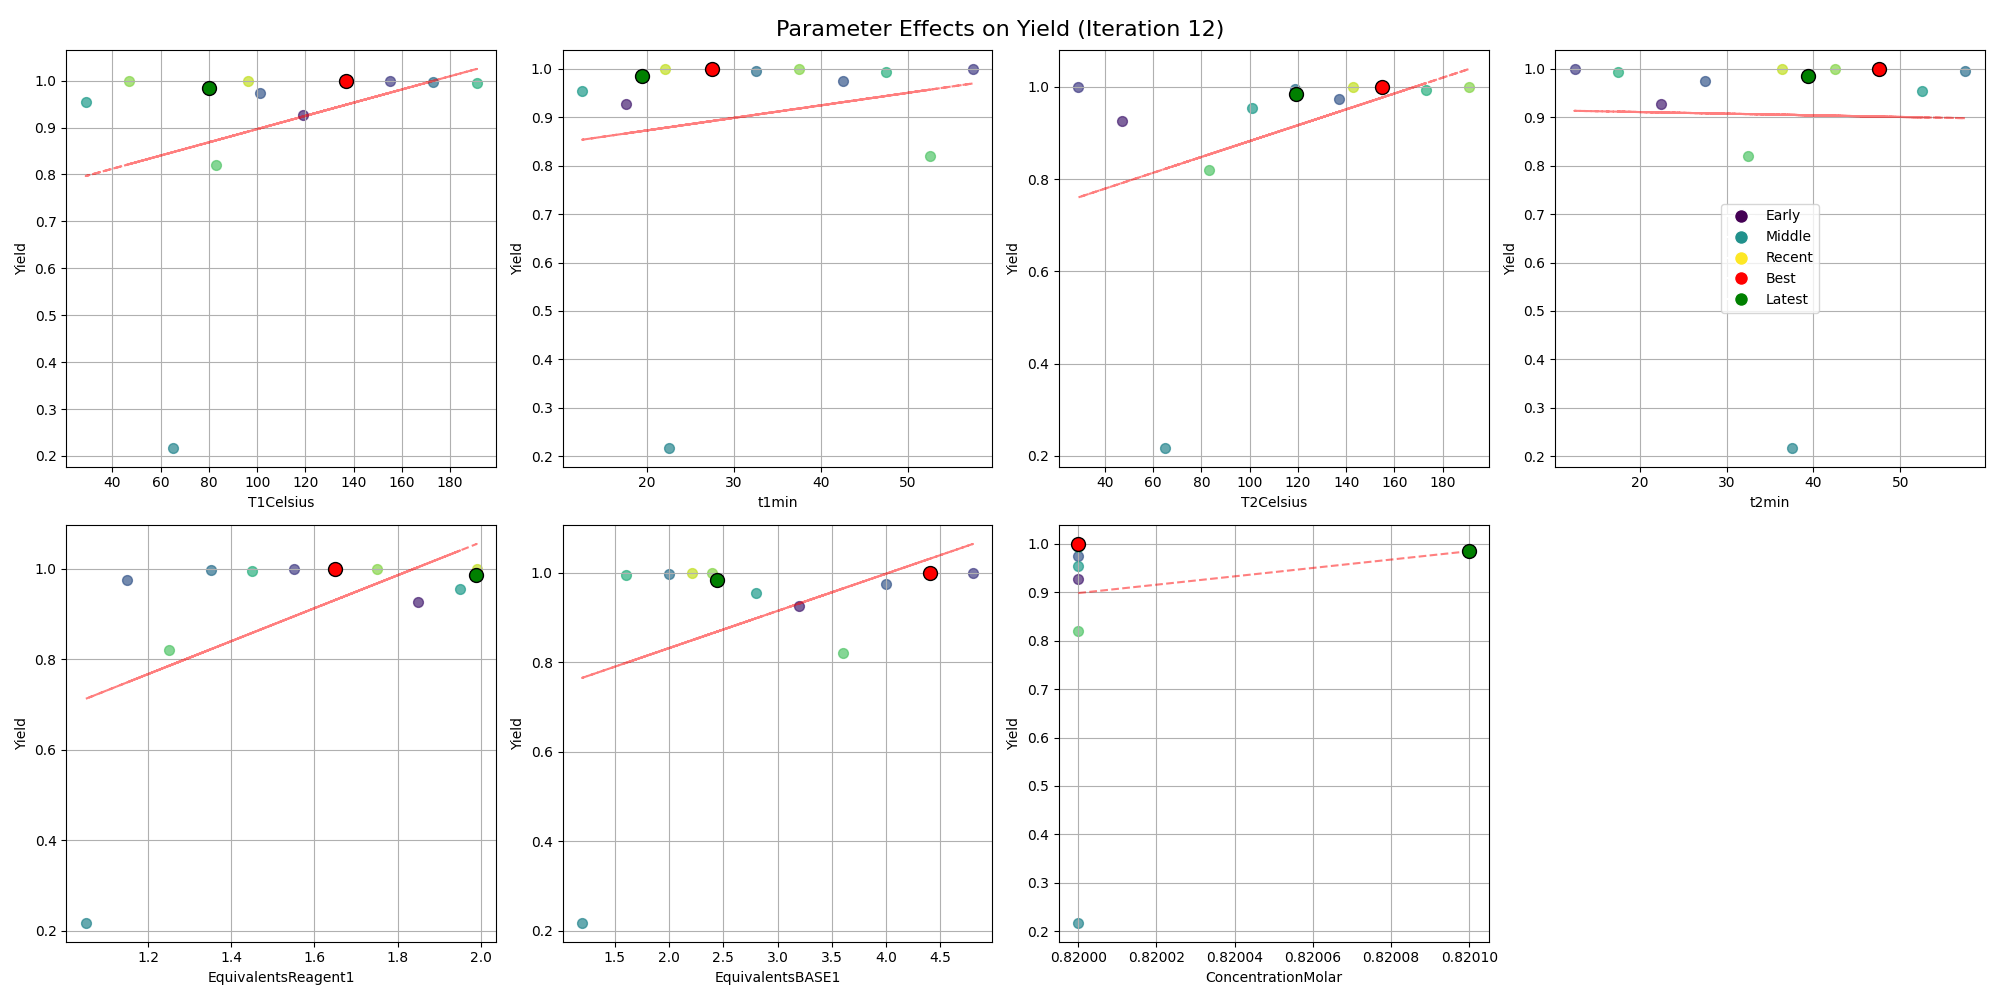 Parameter Effects on Yield (Iteration 12)
Yield
1.0
0.9
0.8
0.7
0.6
0.5
0.4
0.3
0.2
40 60 80 100 120 140 160 180
T1Celsius
Yield
1.0
0.9
0.8
0.7
0.6
0.5
0.4
0.3
0.2
20 30 40 50
t1min
Yield
1.0
0.8
0.6
0.4
0.2
40 60 80 100 120 140 160 180
T2Celsius
Yield
1.0
0.9
0.8
0.7
0.6
0.5
0.4
0.3
0.2
Early
Middle
Recent
Best
Latest
20 30 40 50
t2min
Yield
1.0
0.8
0.6
0.4
0.2
1.2 1.4 1.6 1.8 2.0
EquivalentsReagent1
Yield
1.0
0.8
0.6
0.4
0.2
1.5 2.0 2.5 3.0 3.5 4.0 4.5
EquivalentsBASE1
Yield
1.0
0.9
0.8
0.7
0.6
0.5
0.4
0.3
0.2
0.82000 0.82002 0.82004 0.82006 0.82008 0.82010
ConcentrationMolar